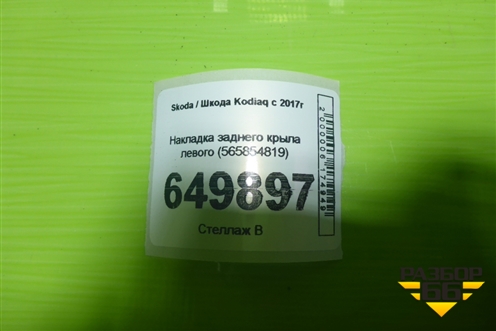 Skoda / Шкода Kodiaq с 2017г
Накладка заднего крыла
левого (565854819)
649897
Стеллаж В
РАЗБОР
66